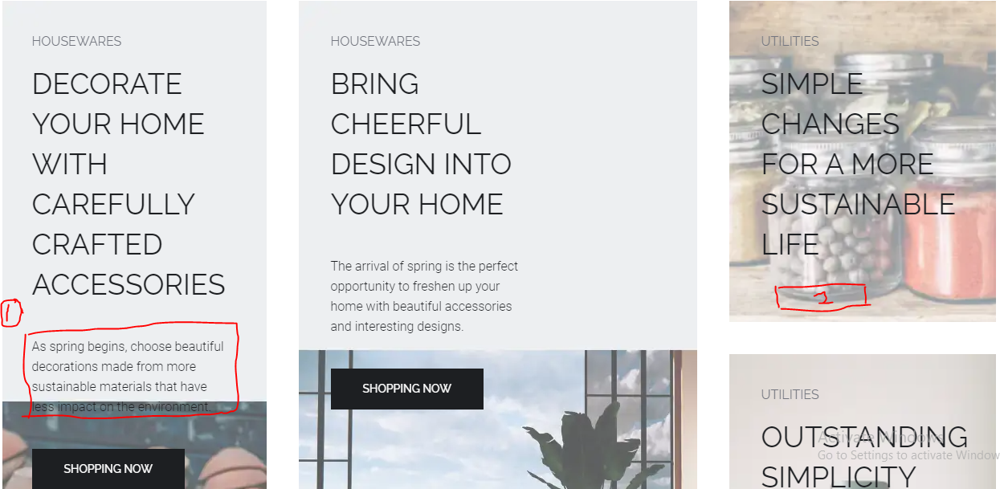 HOUSEWARES
DECORATE
YOUR HOME
WITH
CAREFULLY
CRAFTED
ACCESSORIES
1
As spring begins, choose beautiful
decorations made from more
sustainable materials that have
less impact on the environment.
SHOPPING NOW
HOUSEWARES
BRING
CHEERFUL
DESIGN INTO
YOUR HOME
The arrival of spring is the perfect
opportunity to freshen up your
home with beautiful accessories
and interesting designs.
SHOPPING NOW
UTILITIES
SIMPLE
CHANGES
FOR A MORE
SUSTAINABLE
LIFE
2
UTILITIES
OUTSTANDING
SIMPLICITY
Activate Windows
Go to Settings to activate Window